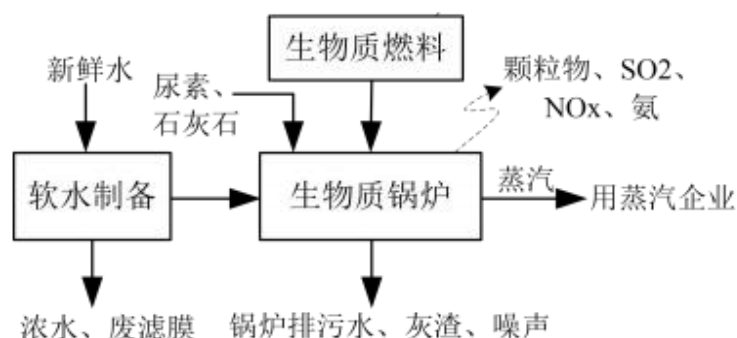 生物质燃料
新鲜水
尿素、
石灰石
颗粒物、SO2、
NOx、氨
软水制备
生物质锅炉
蒸汽
用蒸汽企业
浓水、废滤膜
锅炉排污水、灰渣、噪声